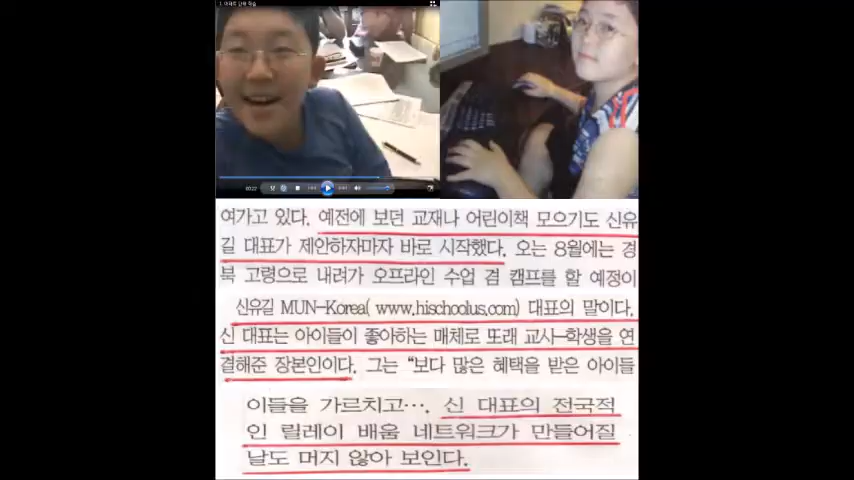 00:27
여가고 있다. 예전에 보던 교재나 어린이책 모으기도 신유
길 대표가 제안하자마자 바로 시작했다. 오는 8월에는 경
북 고령으로 내려가 오프라인 수업 겸 캠프를 할 예정이
신유길 MUN-Korea( www.hischoolus.com) 대표의 말이다.
신 대표는 아이들이 좋아하는 매체로 또래 교사-학생을 연
결해준 장본인이다. 그는 “보다 많은 혜택을 받은 아이들
이들을 가르치고…. 신 대표의 전국적
인 릴레이 배움 네트워크가 만들어질
날도 머지 않아 보인다.